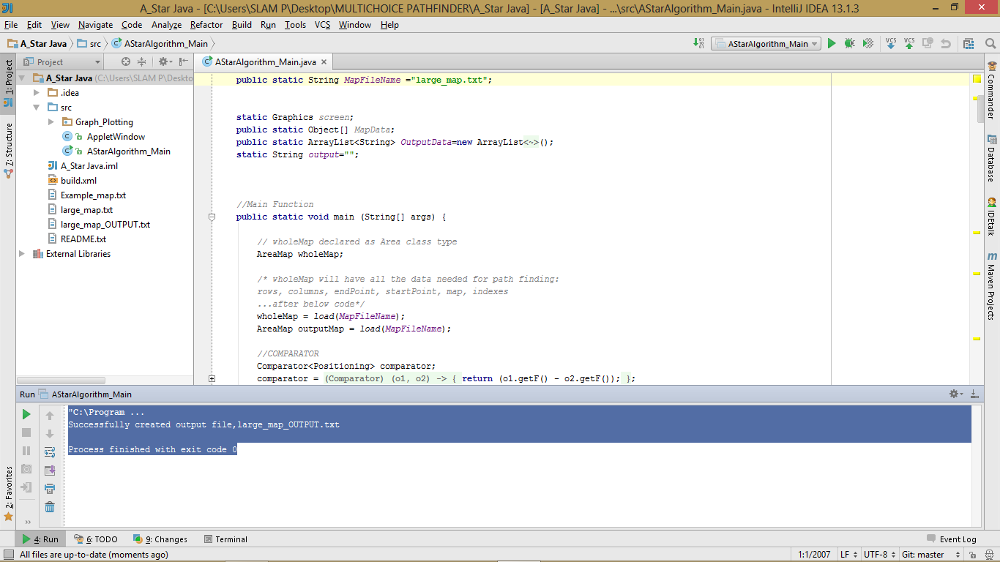 A_Star Java - [C:\Users\SLAM P\Desktop\MULTICHOICE PATHFINDER\A_Star Java] - [A_Star Java] - ...\src\AStarAlgorithm_Main.java - IntelliJ IDEA 13.1.3
File Edit View Navigate Code Analyze Refactor Build Run Tools VCS Window Help
A_Star Java src AStarAlgorithm_Main
AStarAlgorithm_Main
VCS VCS
1: Project
7: Structure
2: Favorites
Project
A_Star Java (C:\Users\SLAM P\Deskto
.idea
src
Graph_Plotting
AppletWindow
AStarAlgorithm_Main
A_Star Java.iml
build.xml
Example_map.txt
large_map.txt
large_map_OUTPUT.txt
README.txt
External Libraries
AStarAlgorithm_Main.java
public static String MapFileName ="large_map.txt";
static Graphics screen;
public static Object[] MapData;
public static ArrayList<String> OutputData=new ArrayList<~>();
static String output="";
//Main Function
public static void main (String[] args) {
// wholeMap declared as Area class type
AreaMap wholeMap;
/* wholeMap will have all the data needed for path finding:
rows, columns, endPoint, startPoint, map, indexes
...after below code*/
wholeMap = load(MapFileName);
AreaMap outputMap = load(MapFileName);
//COMPARATOR
Comparator<Positioning> comparator;
comparator = (Comparator) (o1, o2) -> { return (o1.getF() - o2.getF()); };
Commander
Database
IDEtalk
Maven Projects
Run AStarAlgorithm_Main
"C:\Program ...
Successfully created output file,large_map_OUTPUT.txt
Process finished with exit code 0
4: Run 6: TODO 9: Changes Terminal Event Log
All files are up-to-date (moments ago) 1:1/2007 LF UTF-8 Git: master